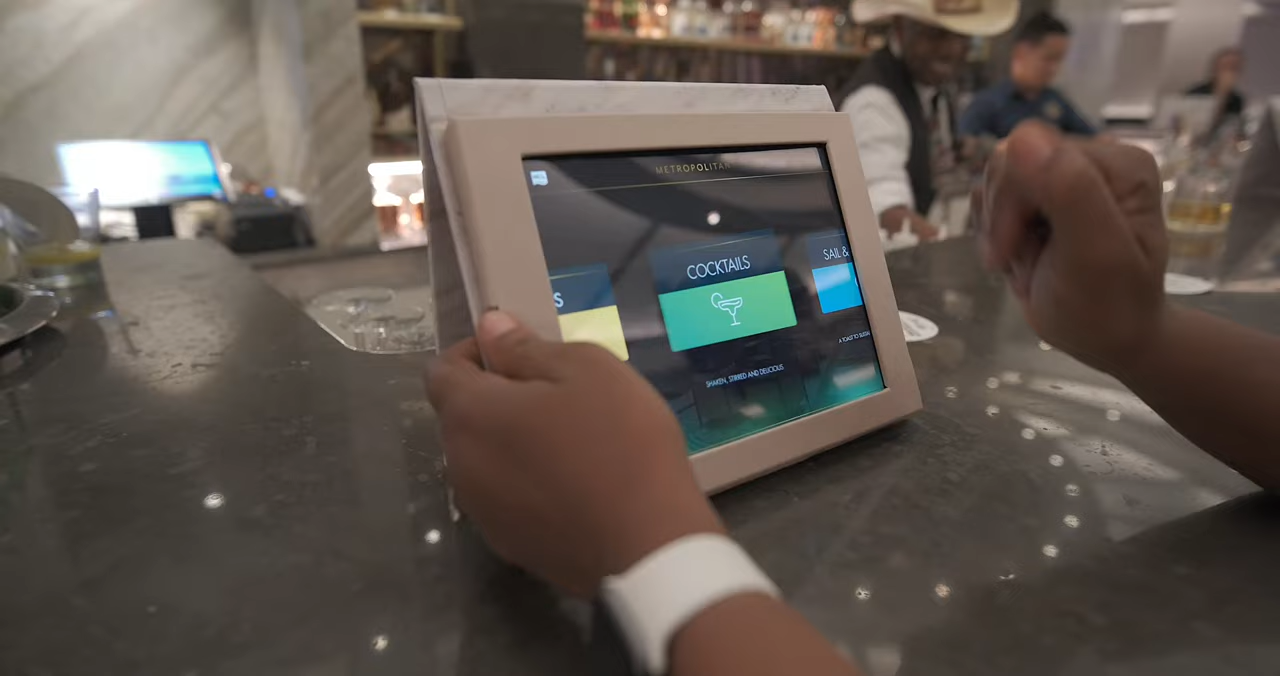 METROPOLITAN
S
COCKTAILS
SAIL &
SHAKEN, STIRRED AND DELICIOUS
A TOAST TO